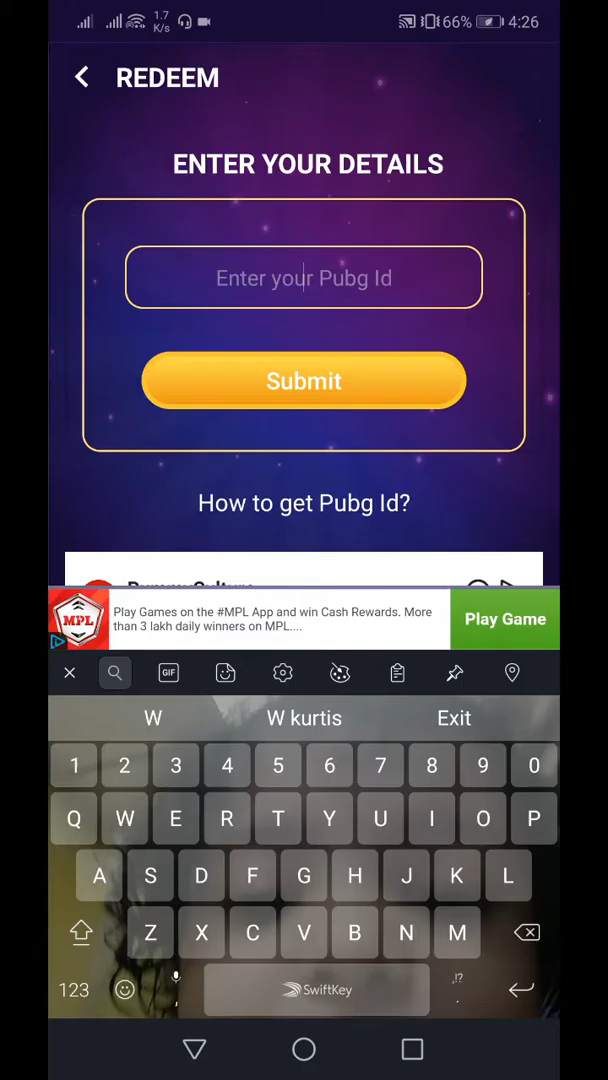 1.7
K/s
66%
4:26
REDEEM
ENTER YOUR DETAILS
Enter your Pubg Id
Submit
How to get Pubg Id?
MPL
Play Games on the #MPL App and win Cash Rewards. More
than 3 lakh daily winners on MPL....
Play Game
GIF
W
W kurtis
Exit
1 2 3 4 5 6 7 8 9 0
Q W E R T Y U I O P
A S D F G H J K L
Z X C V B N M
,!?
123
,
SwiftKey
.